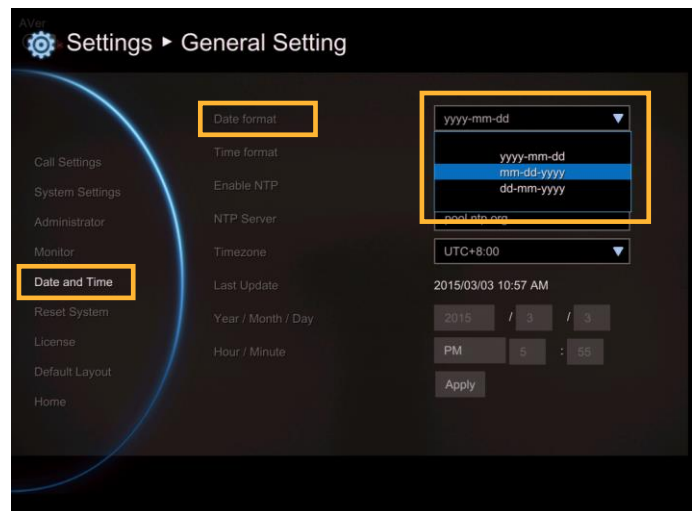 AVer
Settings ► General Setting
Date format
yyyy-mm-dd
yyyy-mm-dd
mm-dd-yyyy
dd-mm-yyyy
Call Settings
System Settings
Administrator
Monitor
Date and Time
Reset System
License
Default Layout
Home
Time format
Enable NTP
NTP Server
pool.ntp.org
Timezone
UTC+8:00
Last Update
2015/03/03 10:57 AM
Year / Month / Day
2015 / 3 / 3
Hour / Minute
PM 5 : 55
Apply